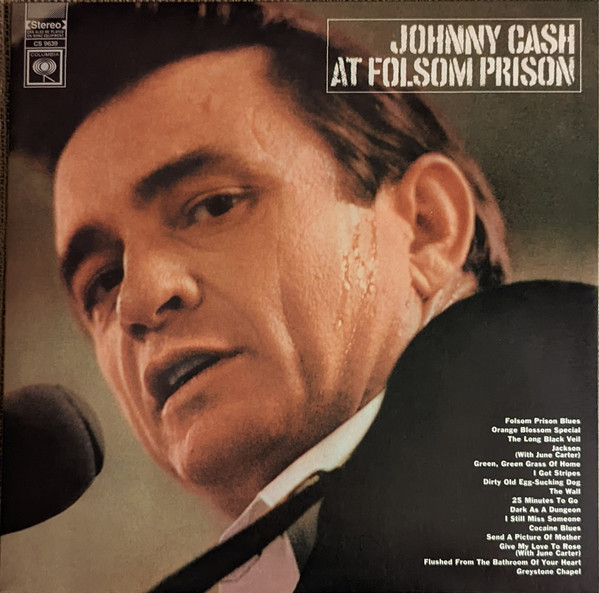 Stereo
CS 9639
COLUMBIA
JOHNNY CASH
AT FOLSOM PRISON
Folsom Prison Blues
Orange Blossom Special
The Long Black Veil
Jackson
(With June Carter)
Green, Green Grass Of Home
I Got Stripes
Dirty Old Egg-Sucking Dog
The Wall
25 Minutes To Go
Dark As A Dungeon
I Still Miss Someone
Cocaine Blues
Send A Picture Of Mother
Give My Love To Rose
(With June Carter)
Flushed From The Bathroom Of Your Heart
Greystone Chapel